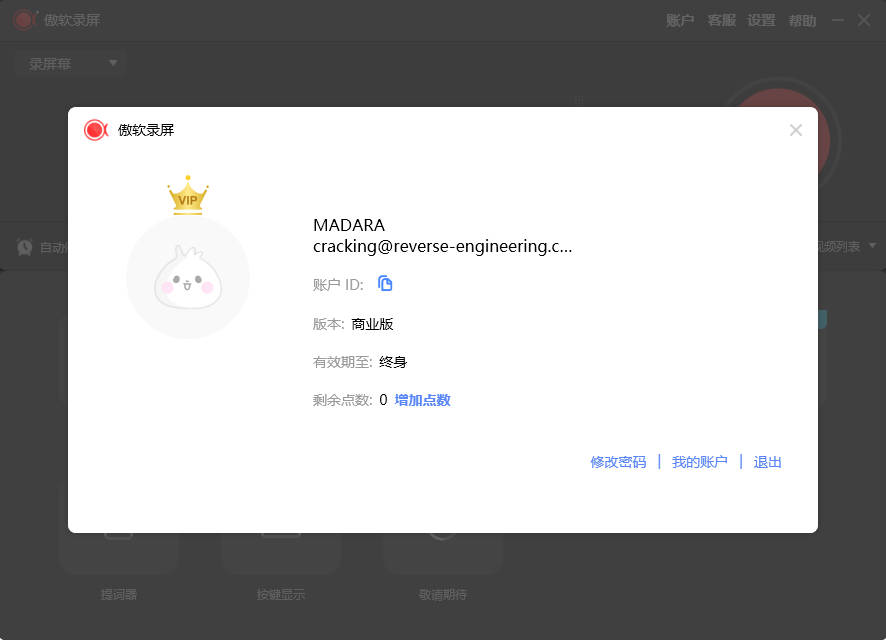 傲软录屏
账户 客服 设置 帮助
录屏幕
傲软录屏
VIP
MADARA
cracking@reverse-engineering.c...
账户 ID:
版本: 商业版
有效期至: 终身
剩余点数: 0 增加点数
自动
视频列表
修改密码 | 我的账户 | 退出
提词器 按键显示 敬请期待